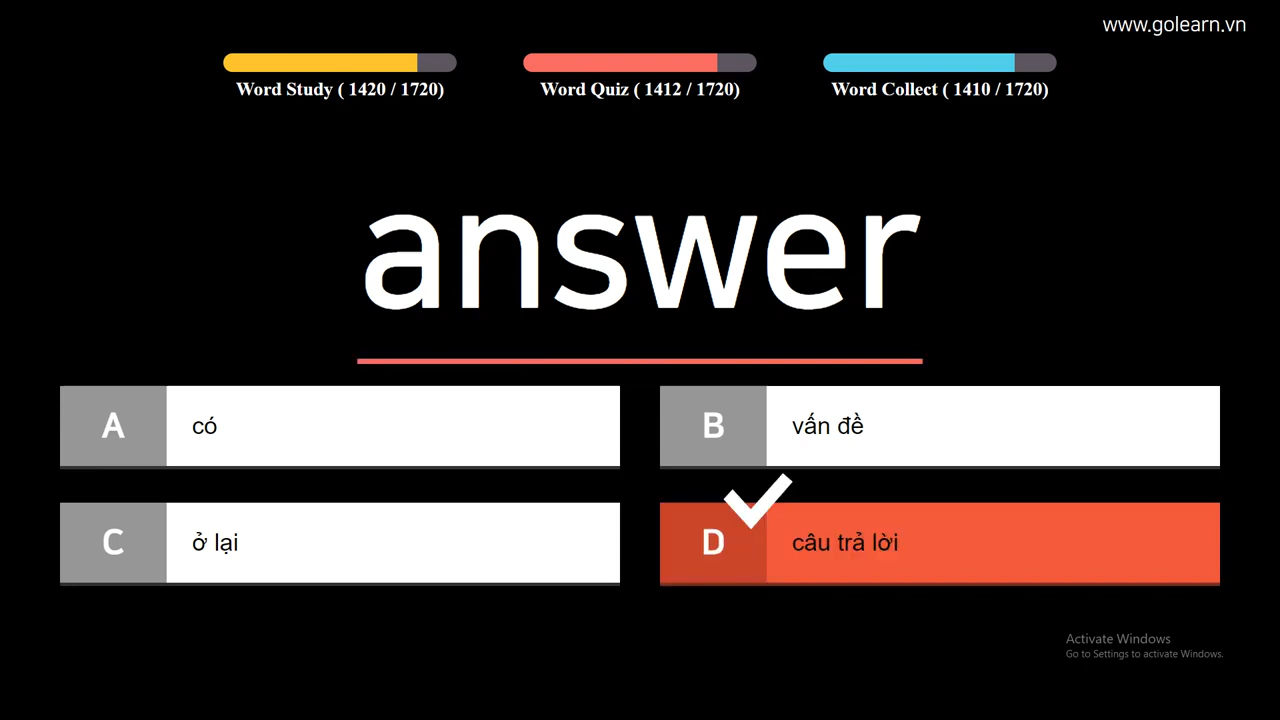 www.golearn.vn
Word Study ( 1420 / 1720)
Word Quiz ( 1412 / 1720)
Word Collect ( 1410 / 1720)
answer
A
có
B
vấn đề
C
ở lại
D
câu trả lời
Activate Windows
Go to Settings to activate Windows.